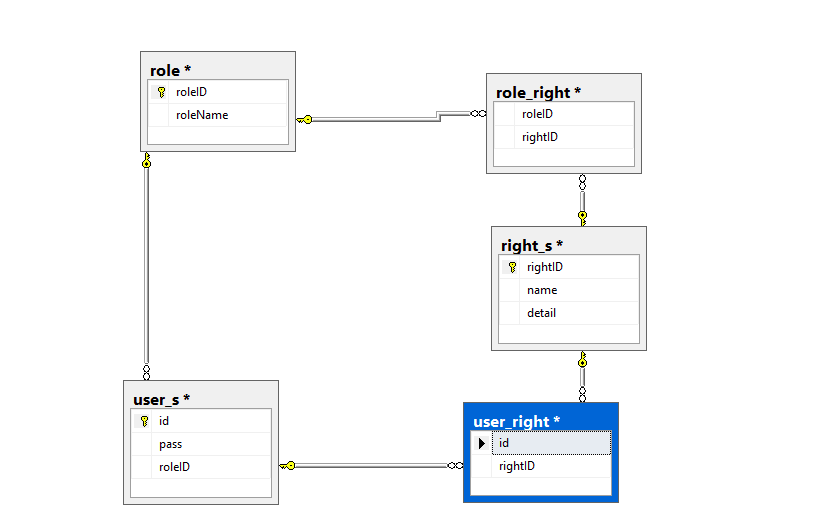 role *
roleID
roleName
role_right *
roleID
rightID
right_s *
rightID
name
detail
user_s *
id
pass
roleID
user_right *
id
rightID